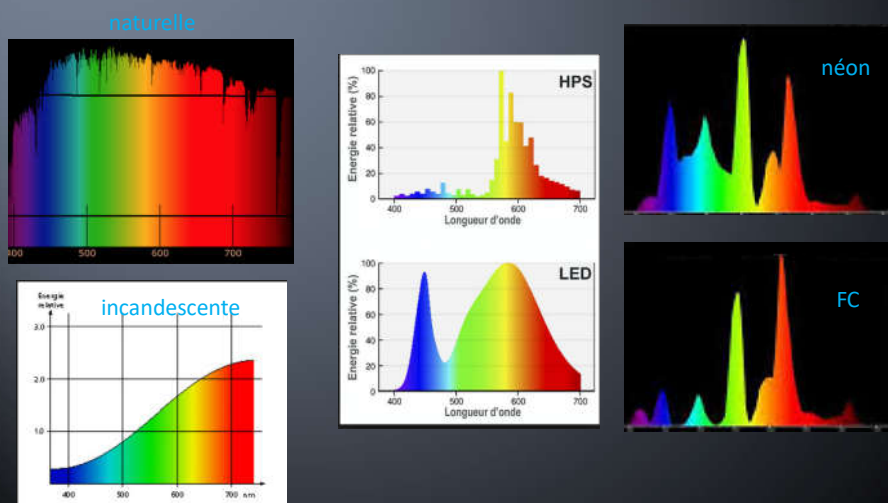 naturelle
400 500 600 700
Energie
relative
incandescente
3.0
2.0
1.0
400 500 600 700 nm
HPS
Energie relative (%)
100
80
60
40
20
0
400 500 600 700
Longueur d'onde
LED
Energie relative (%)
100
80
60
40
20
0
400 500 600 700
Longueur d'onde
néon
FC